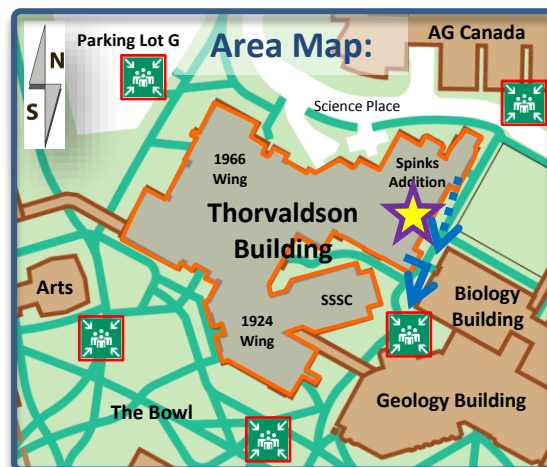 Area Map:
N
S
Parking Lot G
AG Canada
Science Place
1966
Wing
Spinks
Addition
Thorvaldson
Building
Arts
SSSC
Biology
Building
1924
Wing
The Bowl
Geology Building